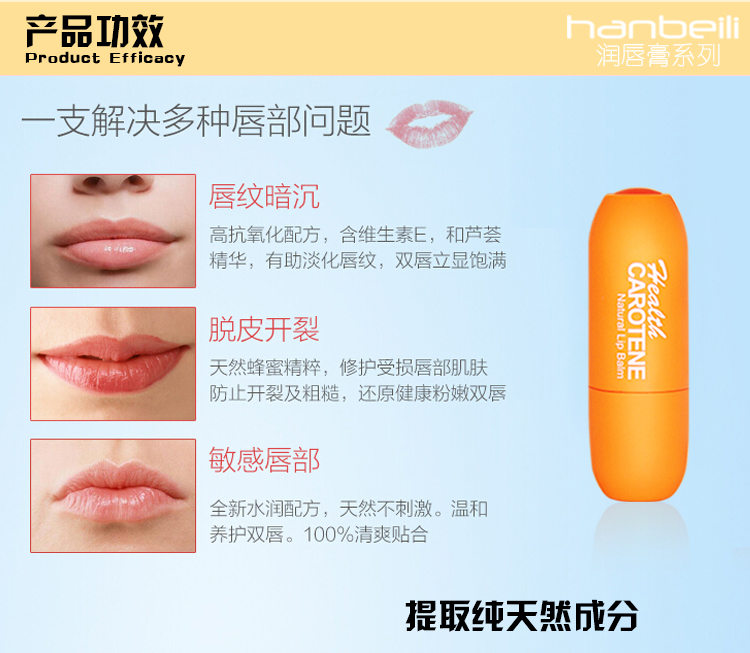 产品功效
Product Efficacy
hanbeili
润唇膏系列
一支解决多种唇部问题
唇纹暗沉
高抗氧化配方，含维生素E，和芦荟
精华，有助淡化唇纹，双唇立显饱满
脱皮开裂
天然蜂蜜精粹，修护受损唇部肌肤
防止开裂及粗糙，还原健康粉嫩双唇
敏感唇部
全新水润配方，天然不刺激。温和
养护双唇。100%清爽贴合
Health
CAROTENE
Natural Lip Balm
提取纯天然成分